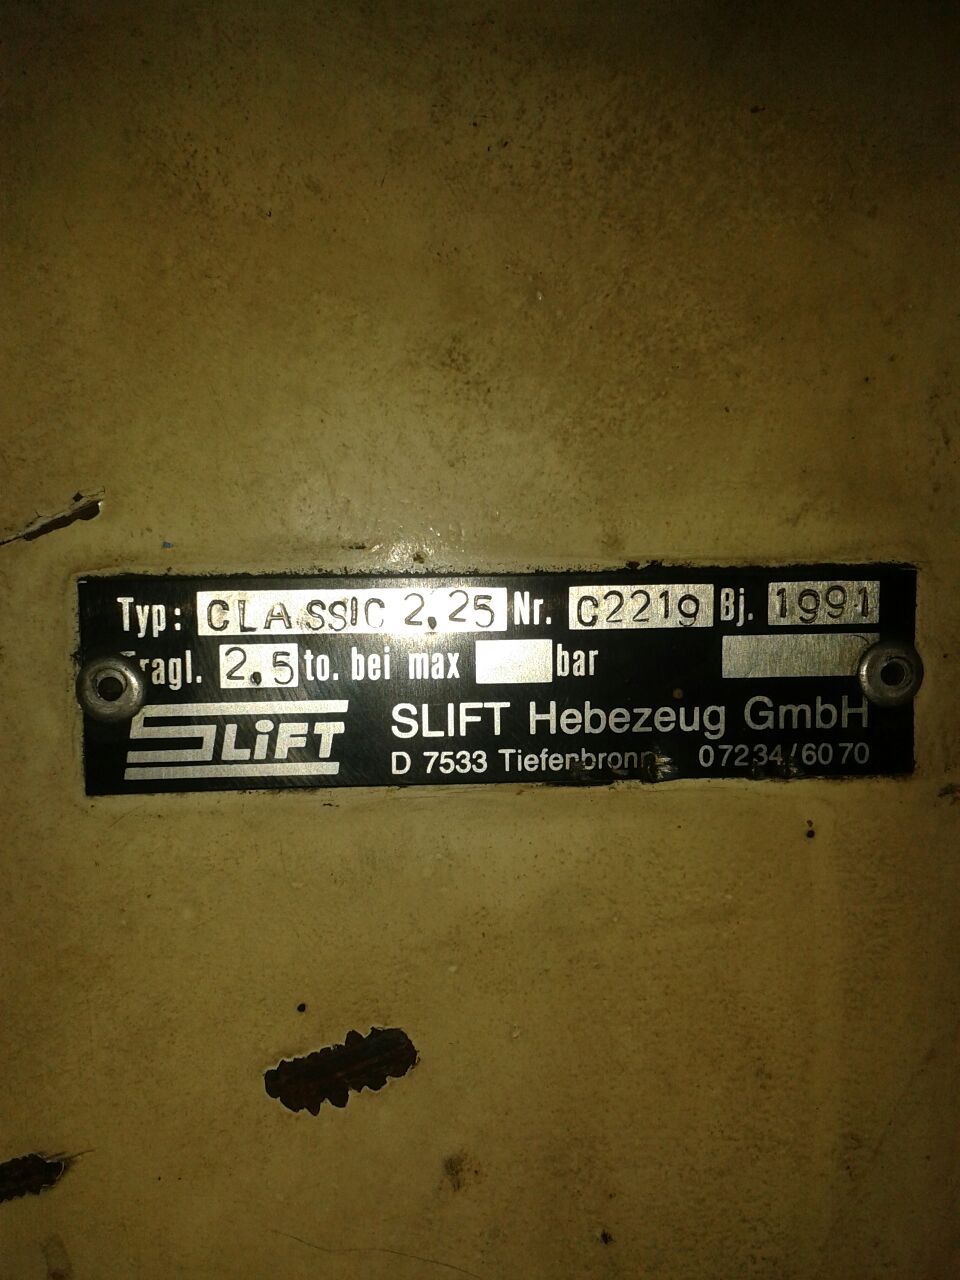 Typ: CLASSIC 2.25 Nr. C2219 Bj. 1991
Tragl. 2.5 to. bei max bar
SLiFT
SLIFT Hebezeug GmbH
D 7533 Tiefenbronn 07234/6070